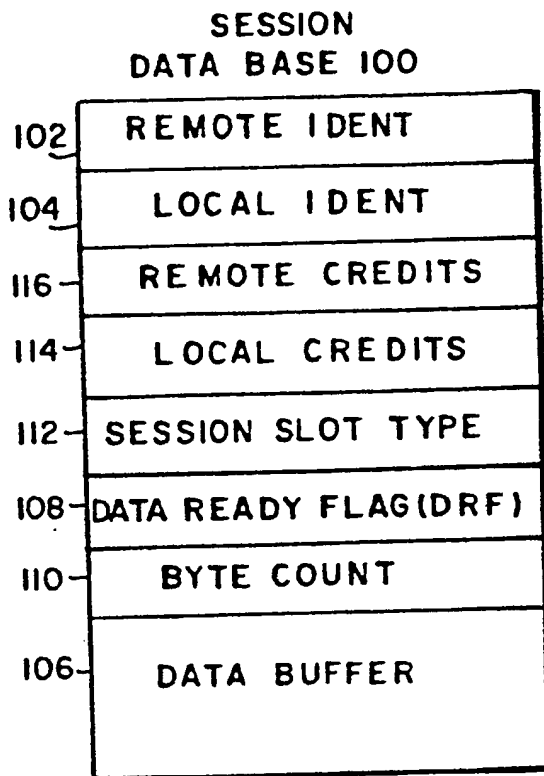 SESSION
DATA BASE 100
102 REMOTE IDENT
104 LOCAL IDENT
116 REMOTE CREDITS
114 LOCAL CREDITS
112 SESSION SLOT TYPE
108 DATA READY FLAG(DRF)
110 BYTE COUNT
106 DATA BUFFER